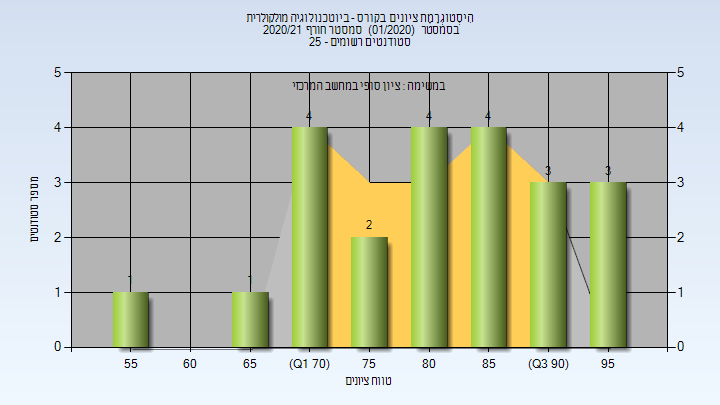 היסטוגרמת ציונים בקורס - ביוטכנולוגיה מולקולרית
בסמסטר (01/2020) סמסטר חורף 2020/21
סטודנטים רשומים - 25
במשימה : ציון סופי במחשב המרכזי
5 5
4 4
3 3
2 2
1 1
0 0
1 1 4 2 4 4 3 3
מספר סטודנטים
55 60 65 (Q1 70) 75 80 85 (Q3 90) 95
טווח ציונים